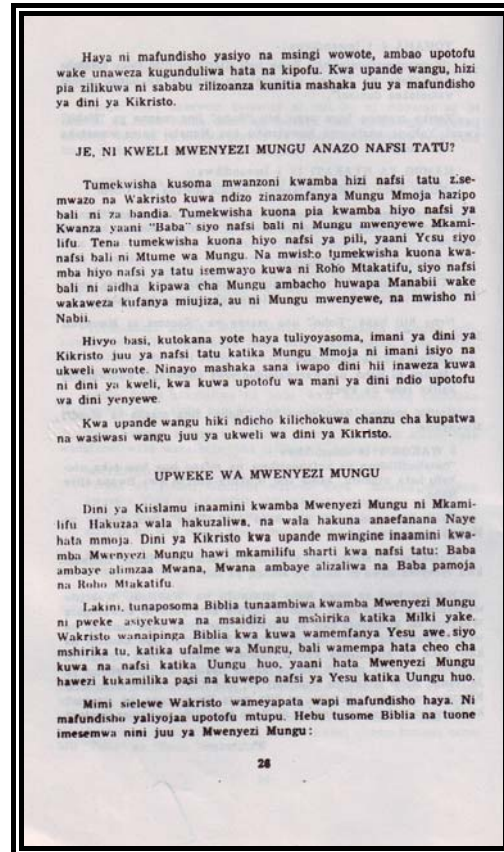 Haya ni mafundisho yasiyo na msingi wowote, ambao upotofu
wake unaweza kugunduliwa hata na kipofu. Kwa upande wangu, hizi
pia zilikuwa ni sababu zilizoanza kunitia mashaka juu ya mafundisho
ya dini ya Kikristo.
JE, NI KWELI MWENYEZI MUNGU ANAZO NAFSI TATU?
Tumekwisha kusoma mwanzoni kwamba hizi nafsi tatu zise-
mwazo na Wakristo kuwa ndizo zinazomfanya Mungu Mmoja hazipo
bali ni za bandia. Tumekwisha kuona pia kwamba hiyo nafsi ya
Kwanza yaani "Baba" siyo nafsi bali ni Mungu mwenyewe Mkami-
lifu. Tena tumekwisha kuona hiyo nafsi ya pili, yaani Yesu siyo
nafsi bali ni Mtume wa Mungu. Na mwisho tumekwisha kuona kwa-
mba hiyo nafsi ya tatu isemwayo kuwa ni Roho Mtakatifu, siyo nafsi
bali ni aidha kipawa cha Mungu ambacho huwapa Manabii wake
wakaweza kufanya miujiza, au ni Mungu mwenyewe, na mwisho ni
Nabii.
Hivyo basi, kutokana yote haya tuliyoyasoma, imani ya dini ya
Kikristo juu ya nafsi tatu katika Mungu Mmoja ni imani isiyo na
ukweli wowote. Ninayo mashaka sana iwapo dini hii inaweza kuwa
ni dini ya kweli, kwa kuwa upotofu wa mani ya dini ndio upotofu
wa dini yenyewe.
Kwa upande wangu hiki ndicho kilichokuwa chanzu cha kupatwa
na wasiwasi wangu juu ya ukweli wa dini ya Kikristo.
UPWEKE WA MWENYEZI MUNGU
Dini ya Kiislamu inaamini kwamba Mwenyezi Mungu ni Mkami-
lifu Hakuzaa wala hakuzaliwa, na wala hakuna anaefanana Naye
hata mmoja. Dini ya Kikristo kwa upande mwingine inaamini kwa-
mba Mwenyezi Mungu hawi mkamilifu sharti kwa nafsi tatu: Baba
ambaye alimzaa Mwana, Mwana ambaye alizaliwa na Baba pamoja
na Roho Mtakatifu.
Lakini, tunaposoma Biblia tunaambiwa kwamba Mwenyezi Mungu
ni pweke asiyekuwa na msaidizi au mshirika katika Milki yake.
Wakristo wanaipinga Biblia kwa kuwa wamemfanya Yesu awe siyo
mshirika tu, katika ufalme wa Mungu, bali wamempa hata cheo cha
kuwa na nafsi katika Uungu huo, yaani hata Mwenyezi Mungu
hawezi kukamilika pasi na kuwepo nafsi ya Yesu katika Uungu huo.
Mimi sielewe Wakristo wameyapata wapi mafundisho haya. Ni
mafundisho yaliyojaa upotofu mtupu. Hebu tusome Biblia na tuone
imesemwa nini juu ya Mwenyezi Mungu:
26